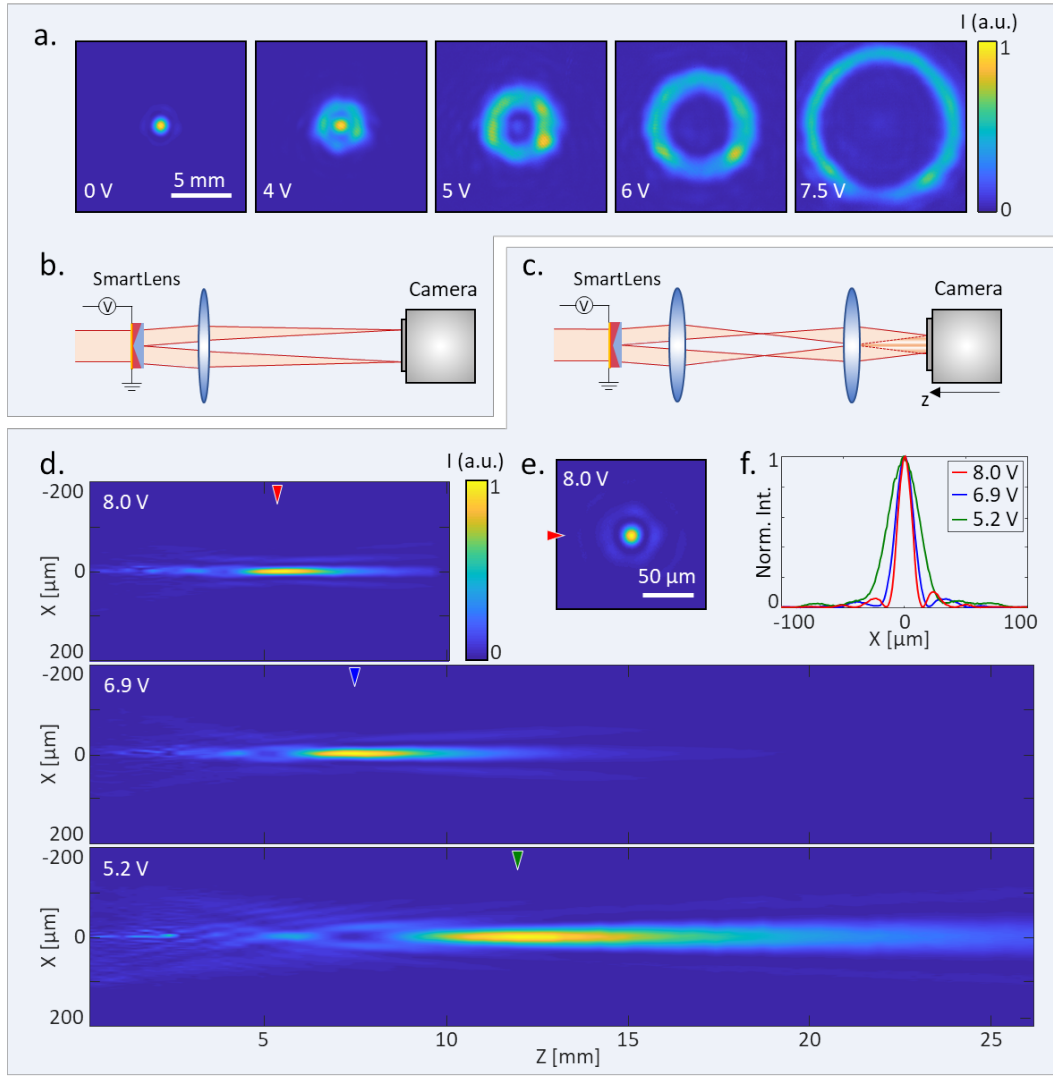 a.
I (a.u.)
1
0
0 V
5 mm
4 V
5 V
6 V
7.5 V
b.
SmartLens
V
Camera
c.
SmartLens
V
Camera
z
d.
I (a.u.)
1
0
-200
X [µm]
0
200
8.0 V
e.
8.0 V
50 µm
f.
1
Norm. Int.
0
8.0 V
6.9 V
5.2 V
-100
0
100
X [µm]
-200
X [µm]
0
200
6.9 V
-200
X [µm]
0
200
5.2 V
5
10
15
20
25
Z [mm]